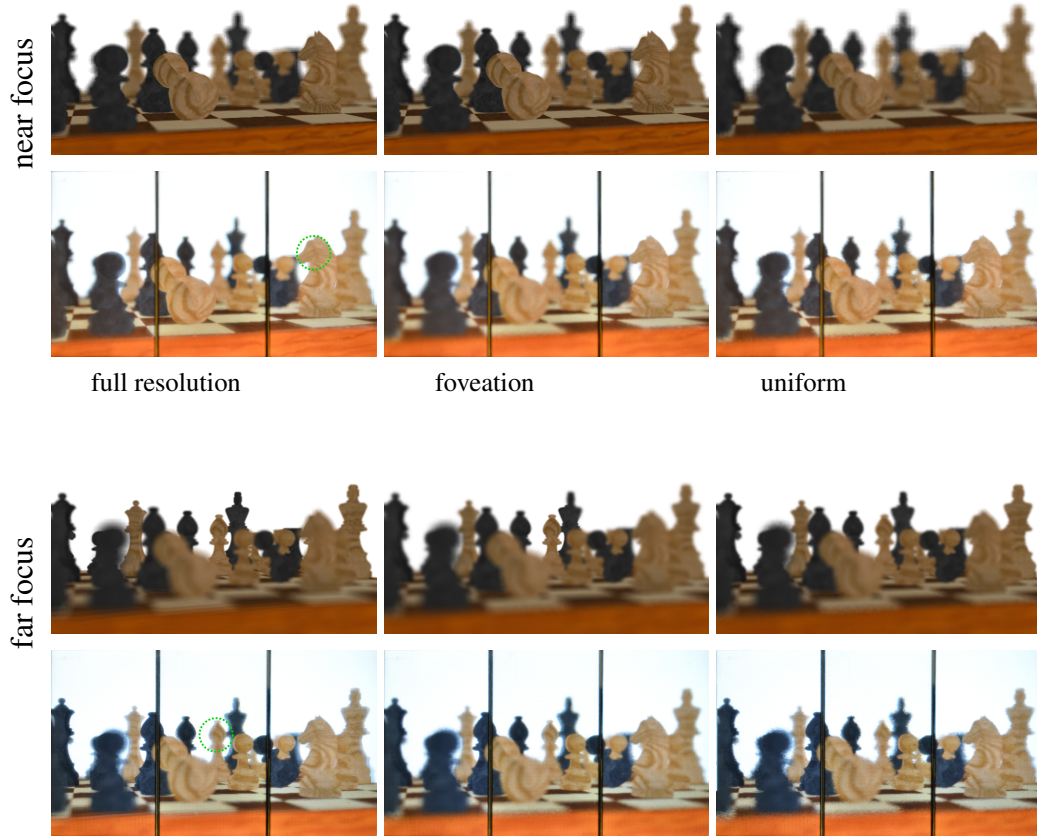 near focus
full resolution
foveation
uniform
far focus